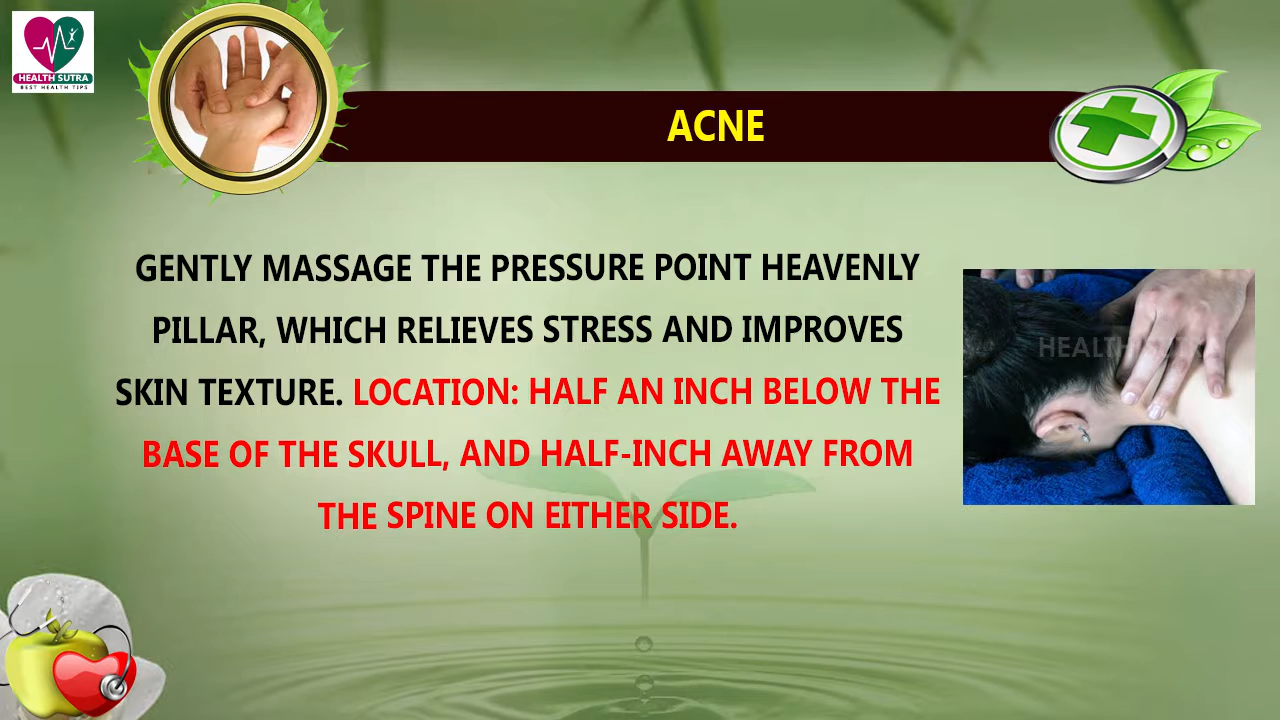 HEALTH SUTRA
BEST HEALTH TIPS
ACNE
GENTLY MASSAGE THE PRESSURE POINT HEAVENLY
PILLAR, WHICH RELIEVES STRESS AND IMPROVES
SKIN TEXTURE. LOCATION: HALF AN INCH BELOW THE
BASE OF THE SKULL, AND HALF-INCH AWAY FROM
THE SPINE ON EITHER SIDE.
HEALTH SUTRA